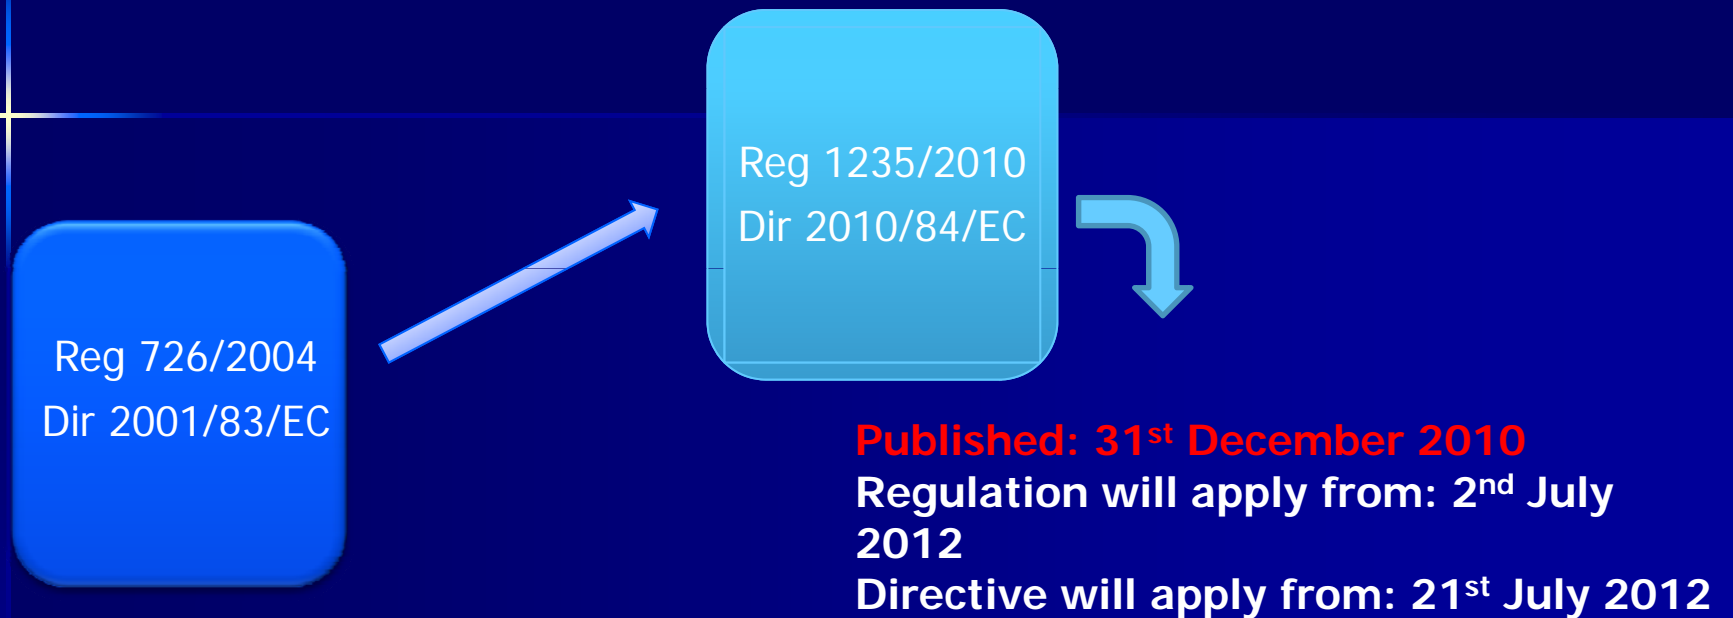 Reg 1235/2010
Dir 2010/84/EC
Reg 726/2004
Dir 2001/83/EC
Published: 31st December 2010
Regulation will apply from: 2nd July
2012
Directive will apply from: 21st July 2012